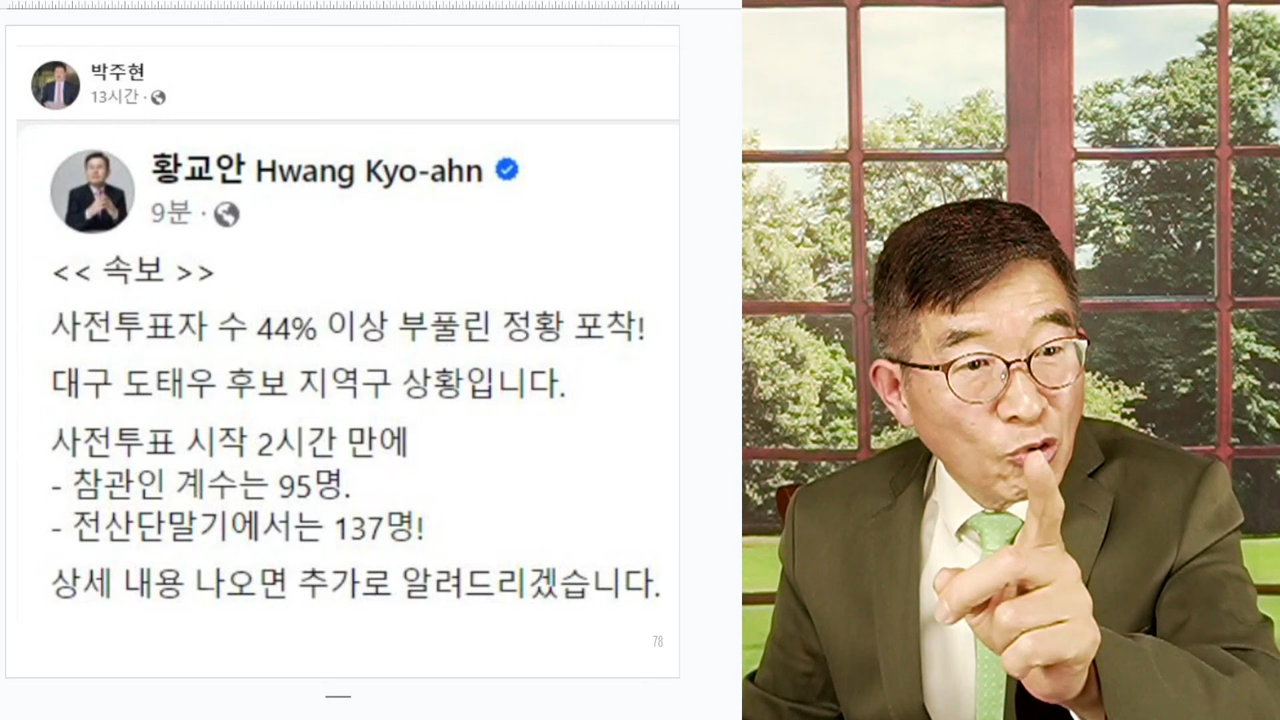 박주현
13시간 ·
황교안 Hwang Kyo-ahn
9분 ·
<< 속보 >>
사전투표자 수 44% 이상 부풀린 정황 포착!
대구 도태우 후보 지역구 상황입니다.
사전투표 시작 2시간 만에
- 참관인 계수는 95명.
- 전산단말기에서는 137명!
상세 내용 나오면 추가로 알려드리겠습니다.
78